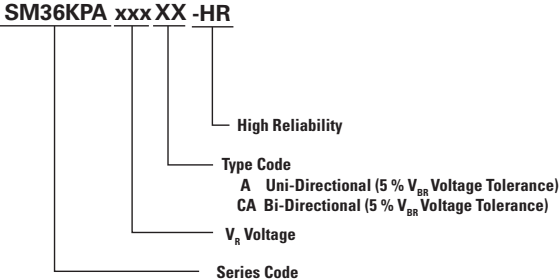 SM36KPA xxx XX -HR
High Reliability
Type Code
A Uni-Directional (5 % VBR Voltage Tolerance)
CA Bi-Directional (5 % VBR Voltage Tolerance)
VR Voltage
Series Code